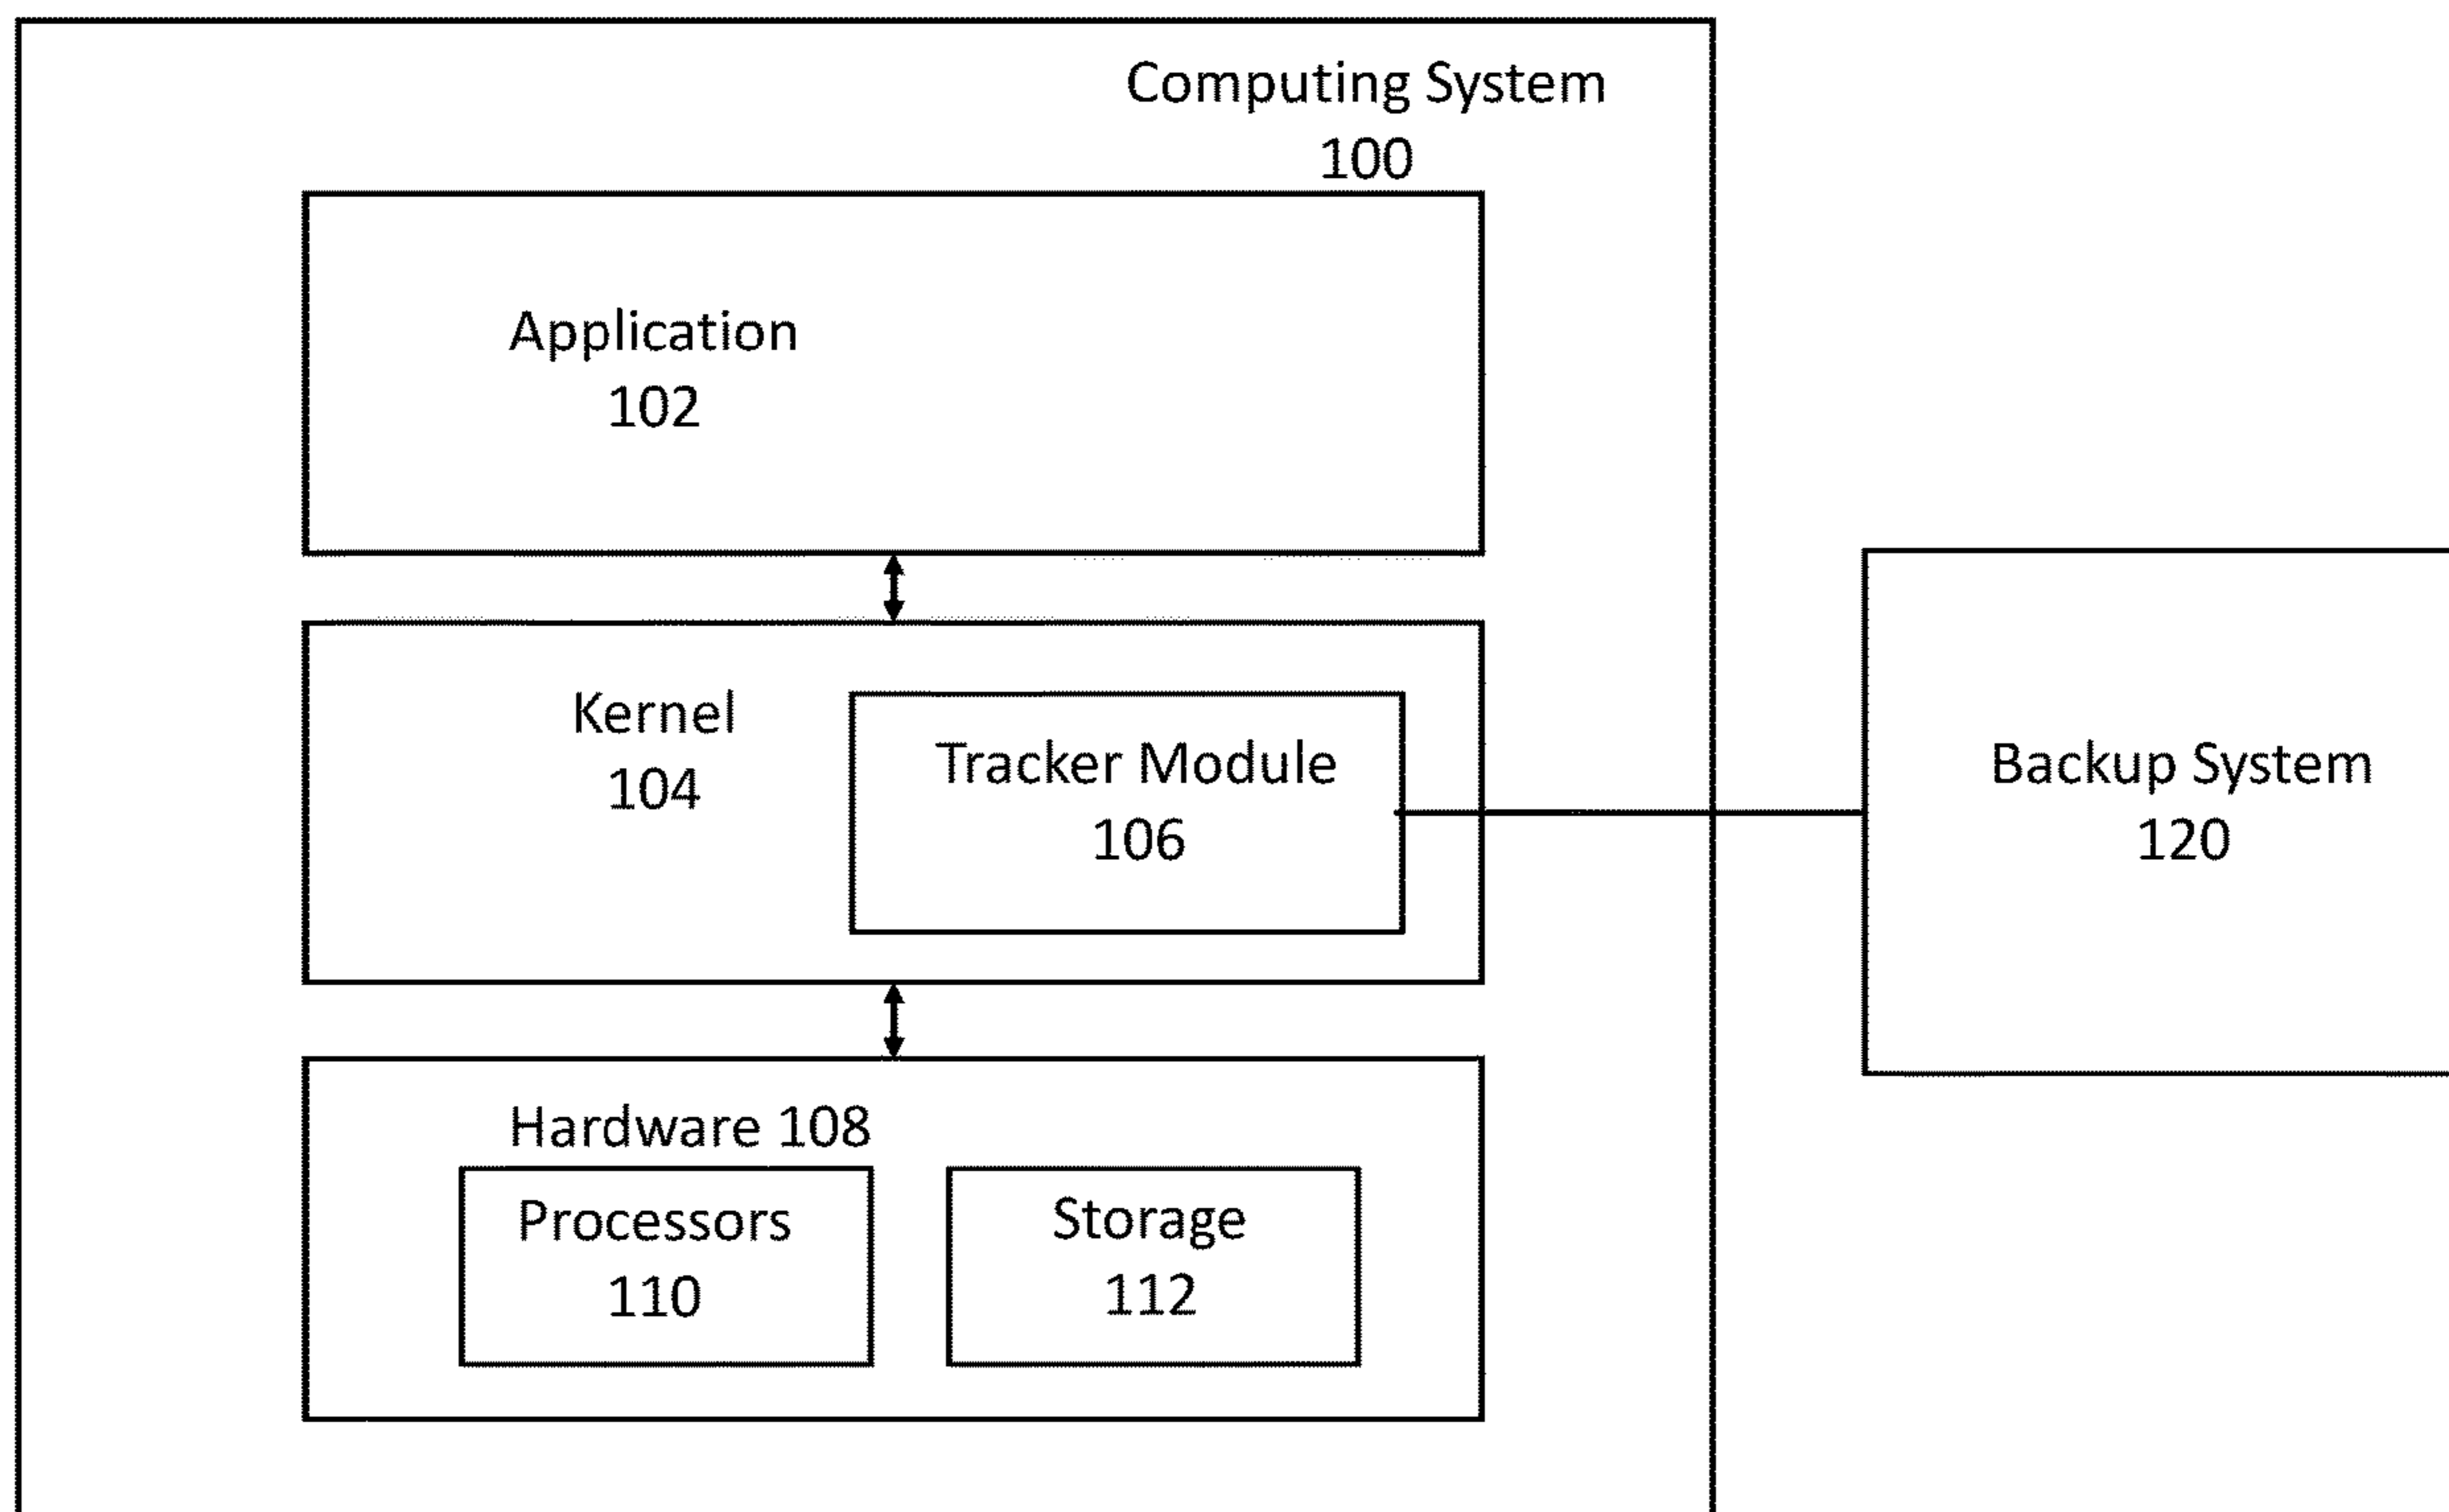 Computing System
100
Application
102
Kernel
104
Tracker Module
106
Backup System
120
Hardware 108
Processors
110
Storage
112